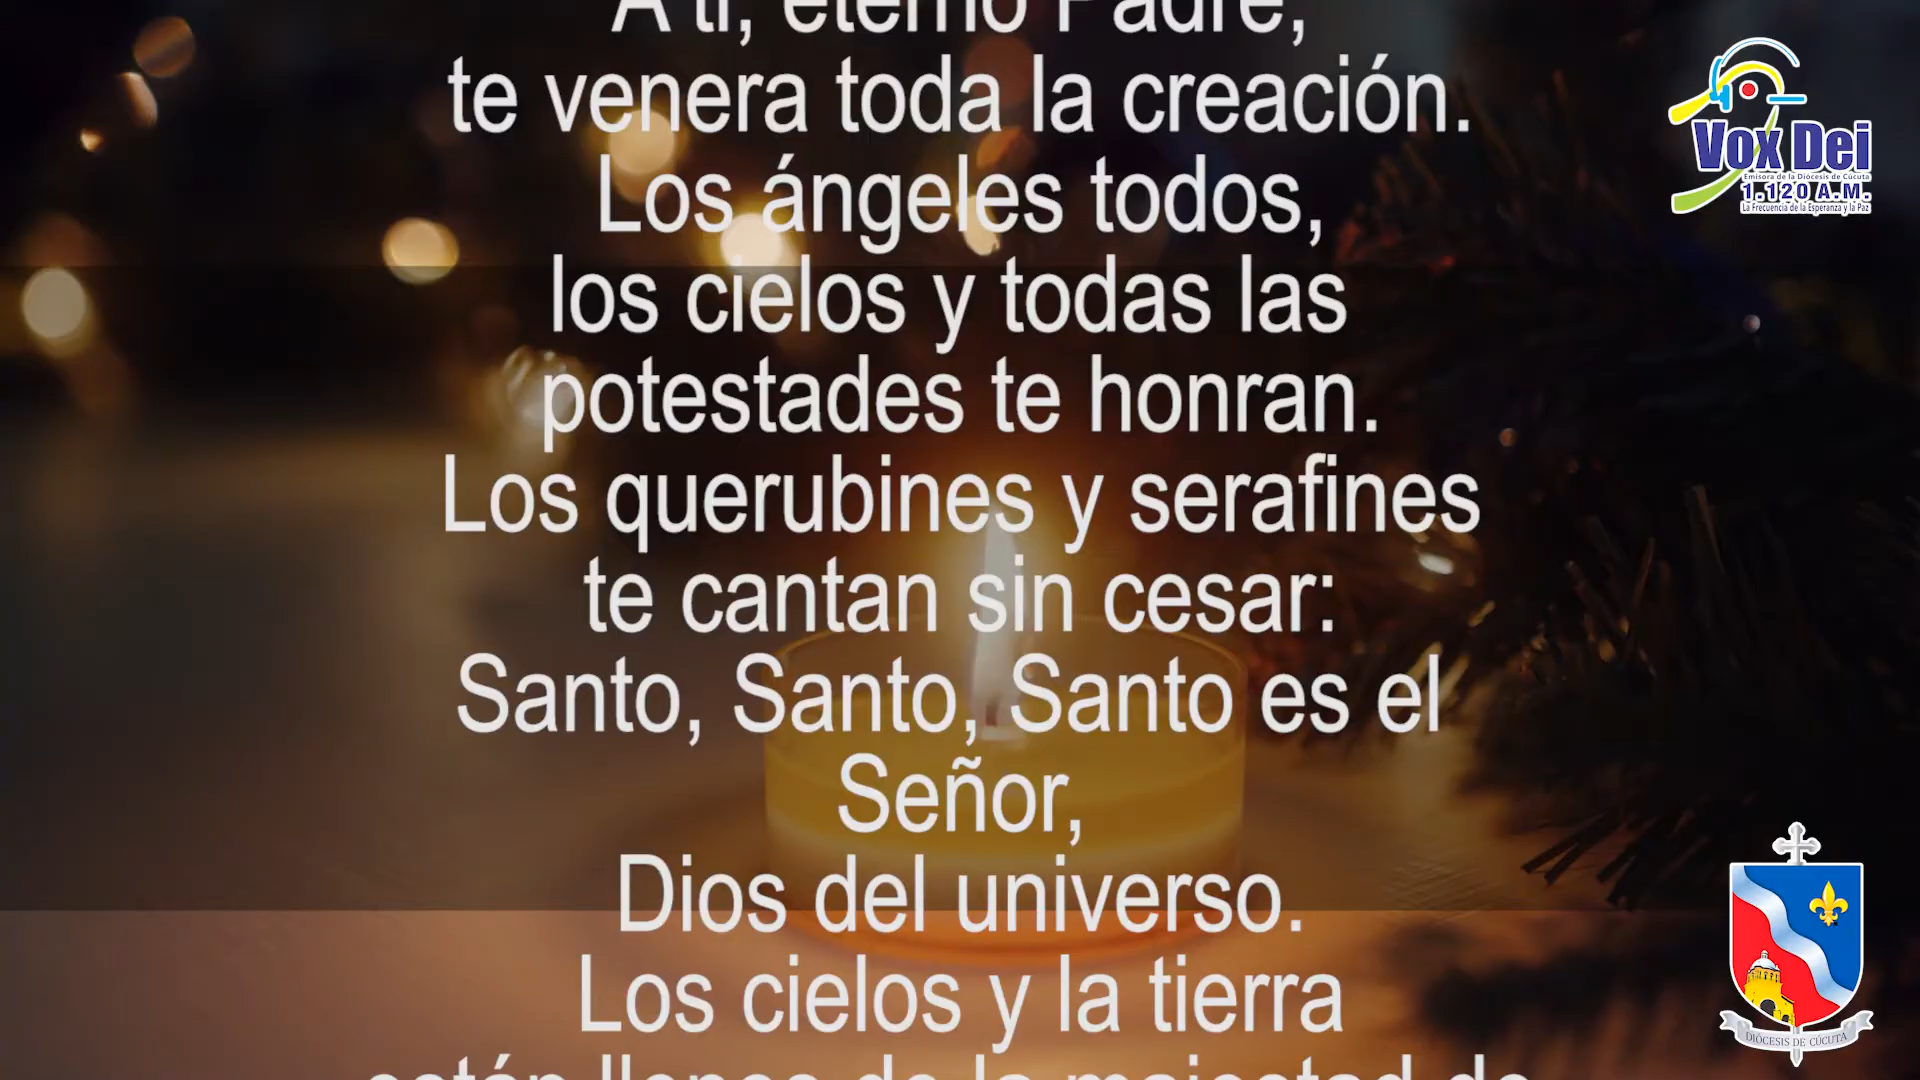 A ti, eterno Padre,
te venera toda la creación.
Los ángeles todos,
los cielos y todas las
potestades te honran.
Los querubines y serafines
te cantan sin cesar:
Santo, Santo, Santo es el
Señor,
Dios del universo.
Los cielos y la tierra
están llenos de la majestad de
Vox Dei
Emisora de la Diócesis de Cúcuta
1.120 A.M.
La Frecuencia de la Esperanza y la Paz
DIÓCESIS DE CÚCUTA